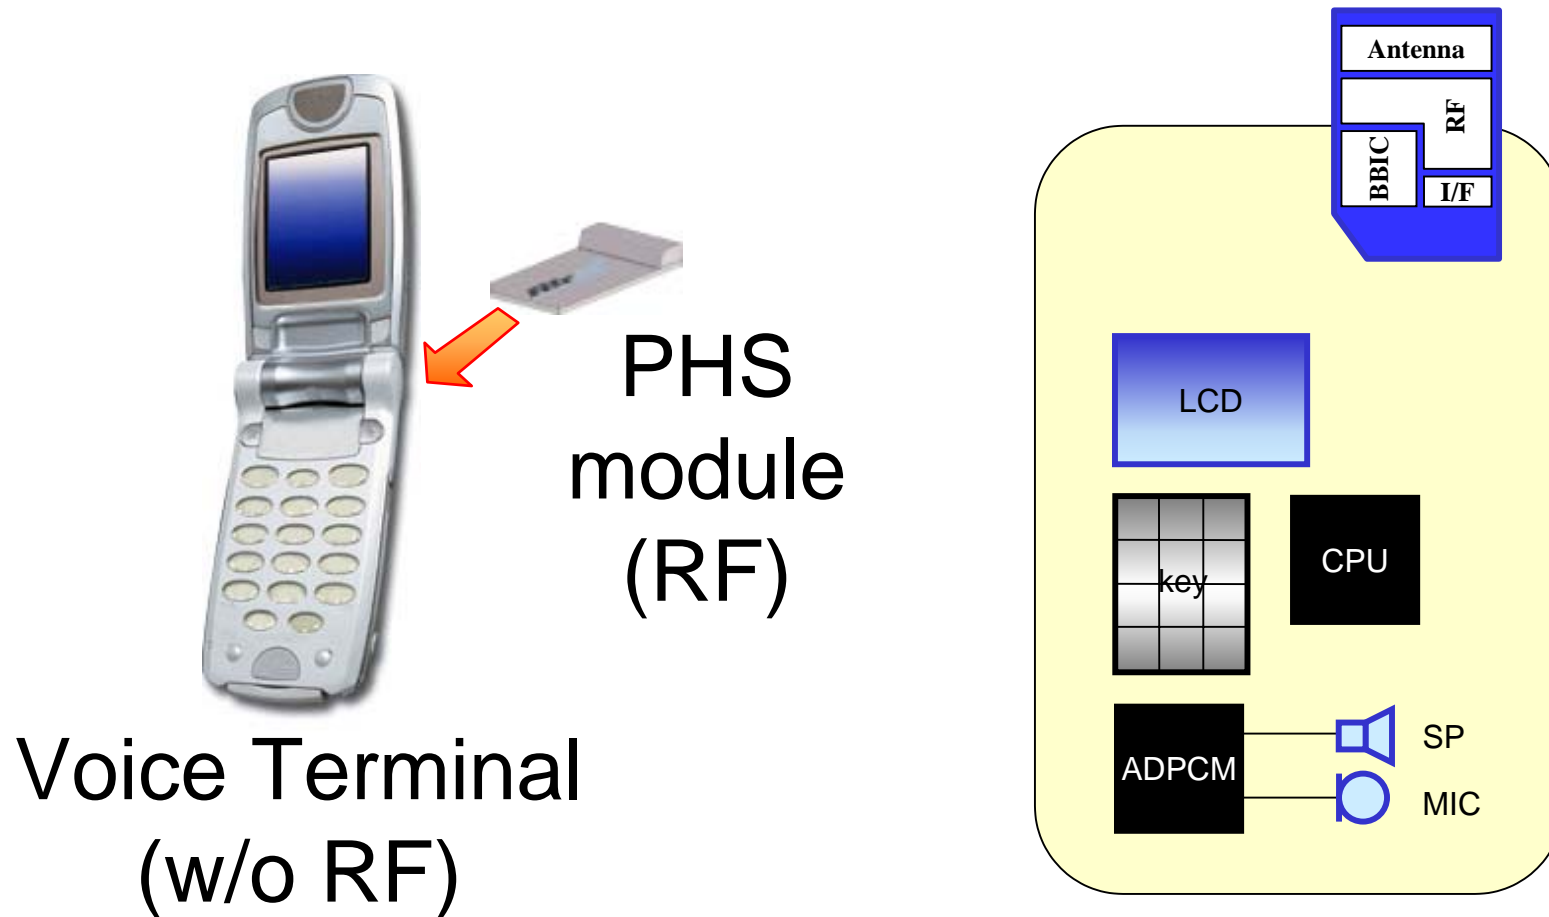 PHS
module
(RF)
Voice Terminal
(w/o RF)
Antenna
RF
BBIC
I/F
LCD
key
CPU
ADPCM
SP
MIC